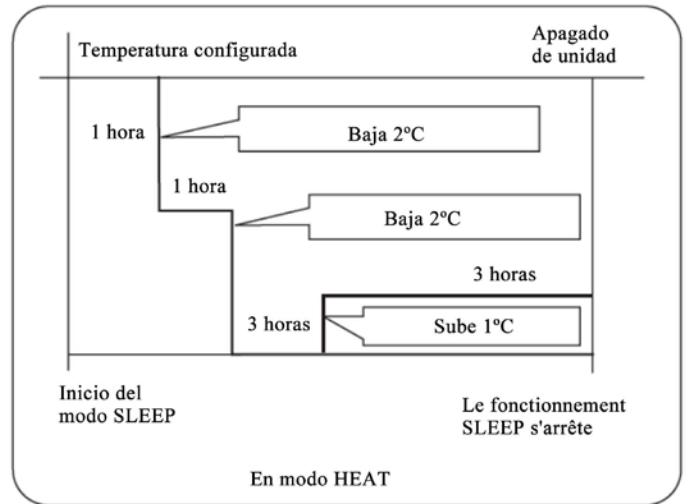 Temperatura configurada
Apagado
de unidad
1 hora
Baja 2ºC
1 hora
Baja 2ºC
3 horas
3 horas
Sube 1ºC
Inicio del
modo SLEEP
Le fonctionnement
SLEEP s'arrête
En modo HEAT